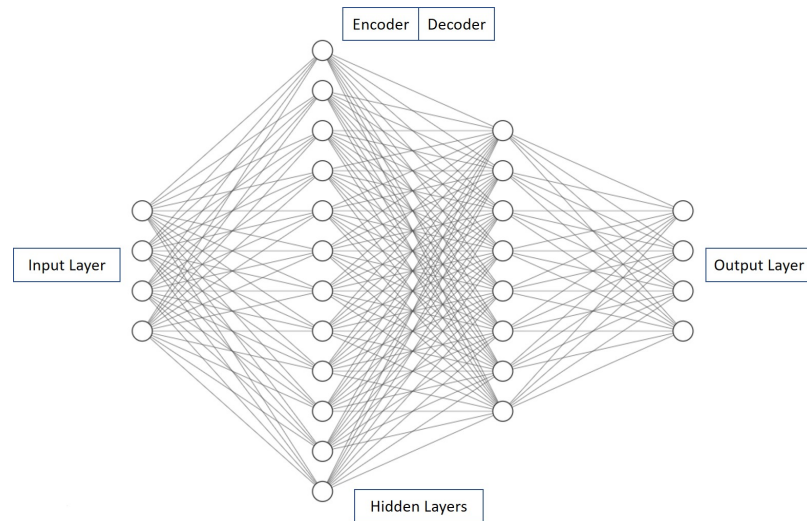 Encoder Decoder
Input Layer
Output Layer
Hidden Layers